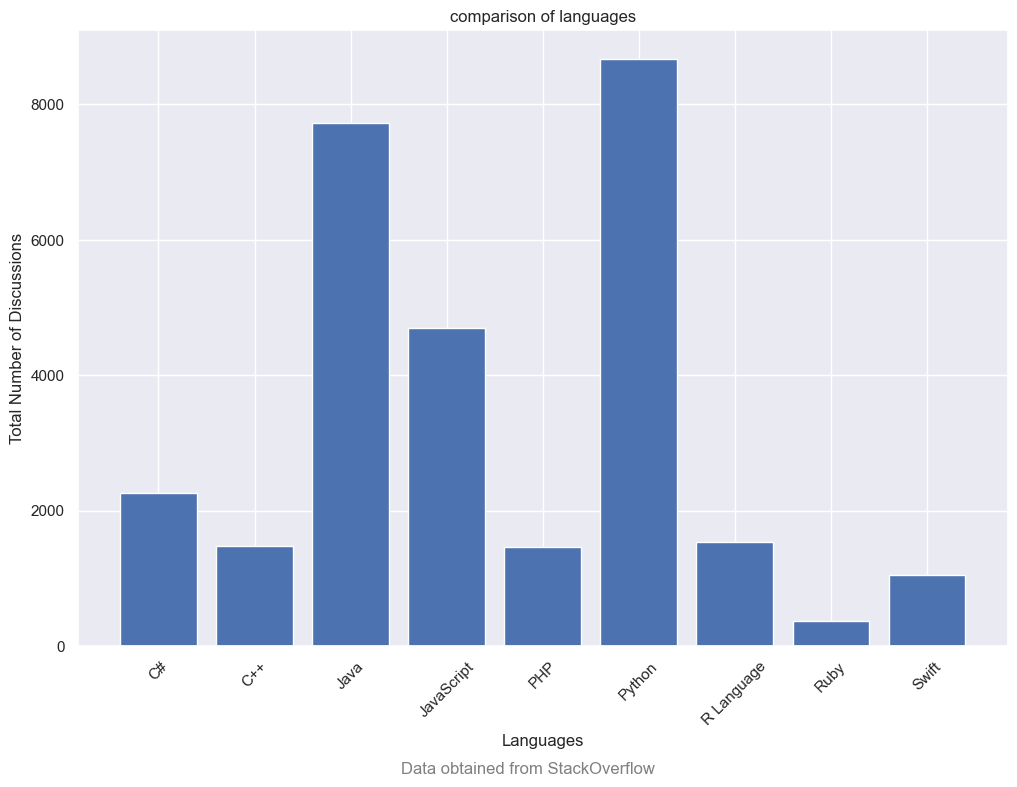 comparison of languages
Total Number of Discussions
8000
6000
4000
2000
0
C#
C++
Java
JavaScript
PHP
Python
R Language
Ruby
Swift
Languages
Data obtained from StackOverflow